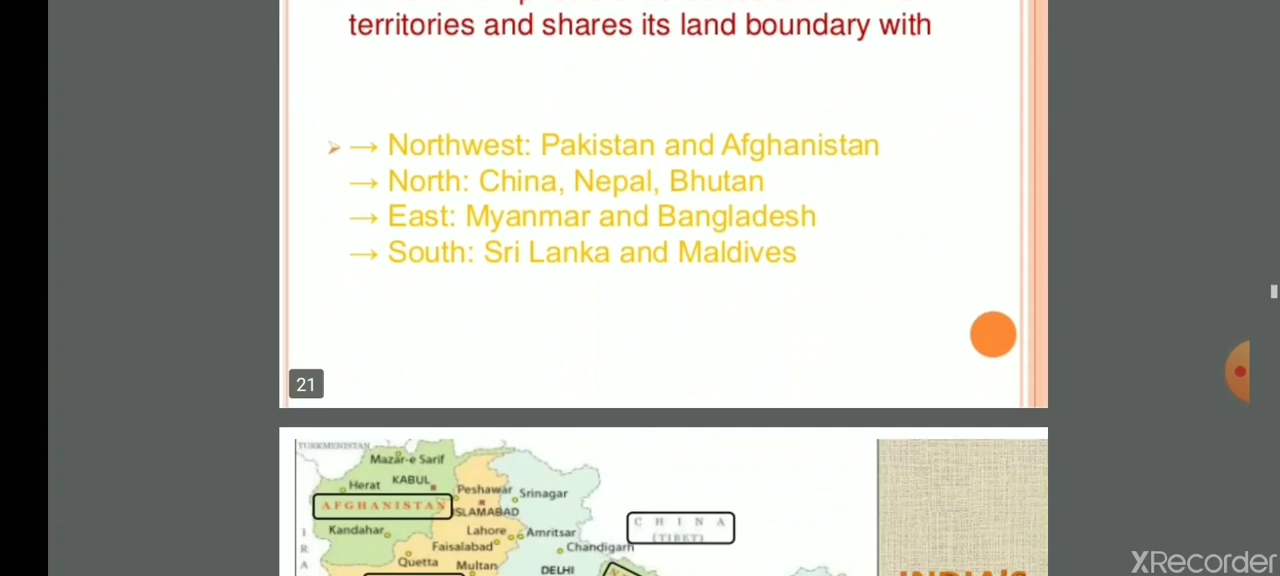 territories and shares its land boundary with
➢ → Northwest: Pakistan and Afghanistan
→ North: China, Nepal, Bhutan
→ East: Myanmar and Bangladesh
→ South: Sri Lanka and Maldives
21
TURKMENISTAN
Mazar-e Sarif
Herat KABUL
Peshawar Srinagar
AFGHANISTAN
ISLAMABAD
CHINA
(TIBET)
Kandahar
Lahore Amritsar
I
R
A
Faisalabad Chandigarh
Quetta Multan
DELHI
INDIA'S
XRecorder